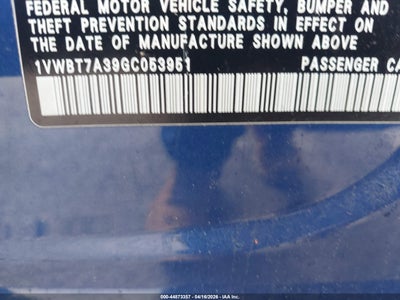 FEDERAL MOTOR VEHICLE SAFETY, BUMPER AND
THEFT PREVENTION STANDARDS IN EFFECT ON
THE DATE OF MANUFACTURE SHOWN ABOVE
1VWBT7A39GC053951 PASSENGER CA
000-44873357 - 04/16/2026 - IAA Inc.